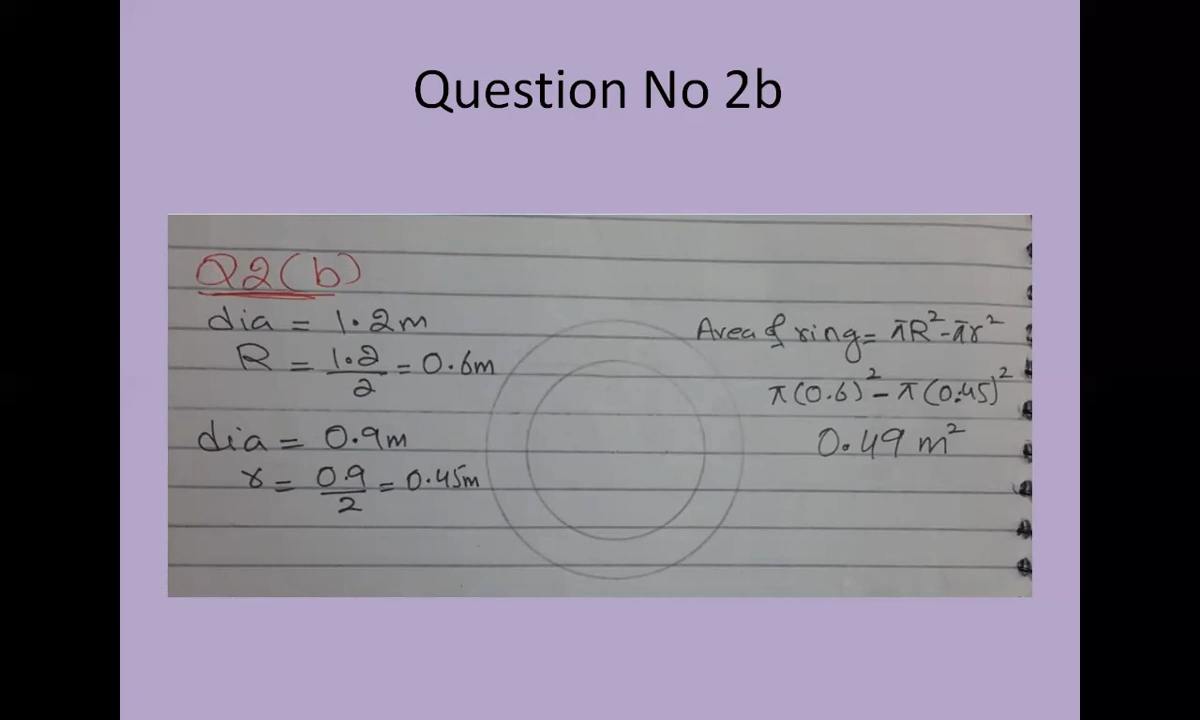 Question No 2b
Q2(b)
dia = 1.2m
R = 1.2/2 = 0.6m
dia = 0.9m
r = 0.9/2 = 0.45m
Area of ring = πR² - πr²
π(0.6)² - π(0.45)²
0.49 m²